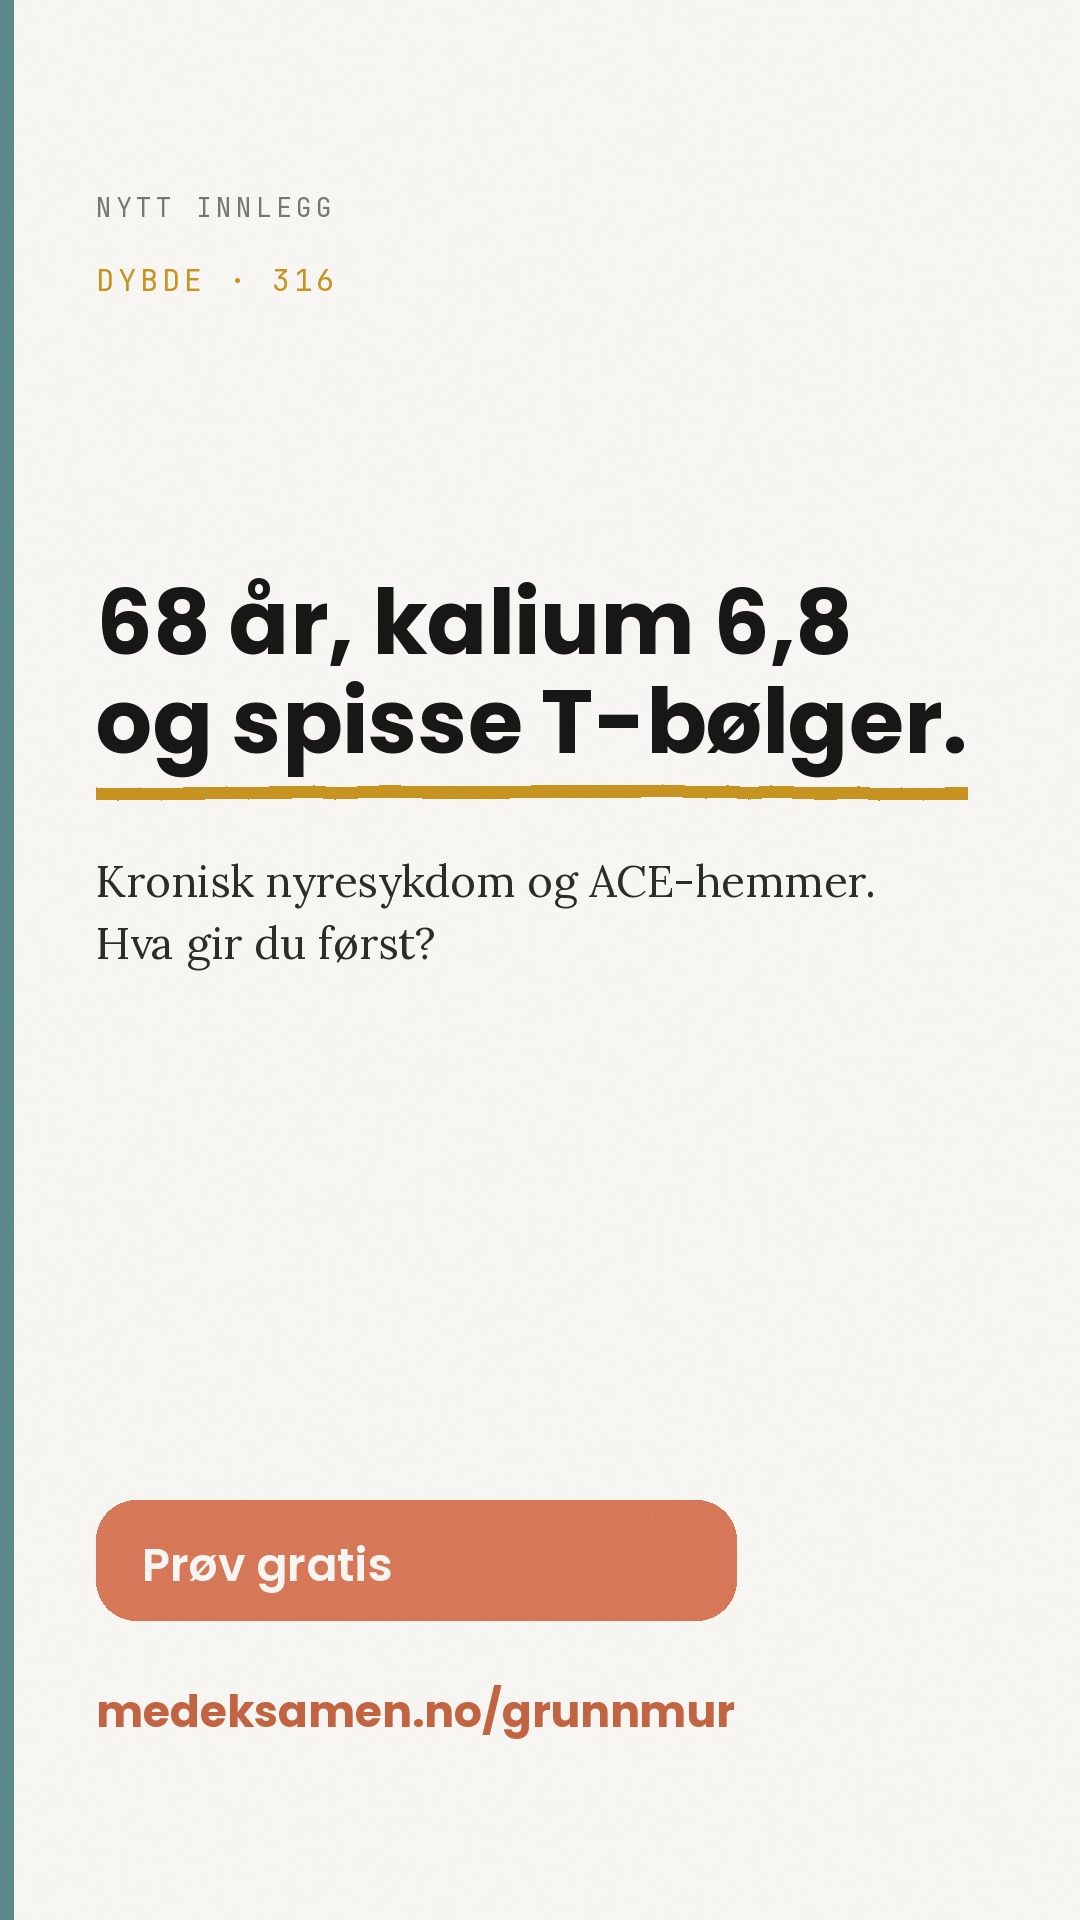 NYTT INNLEGG
DYBDE · 316
68 år, kalium 6,8
og spisse T-bølger.
Kronisk nyresykdom og ACE-hemmer.
Hva gir du først?
Prøv gratis
medeksamen.no/grunnmur